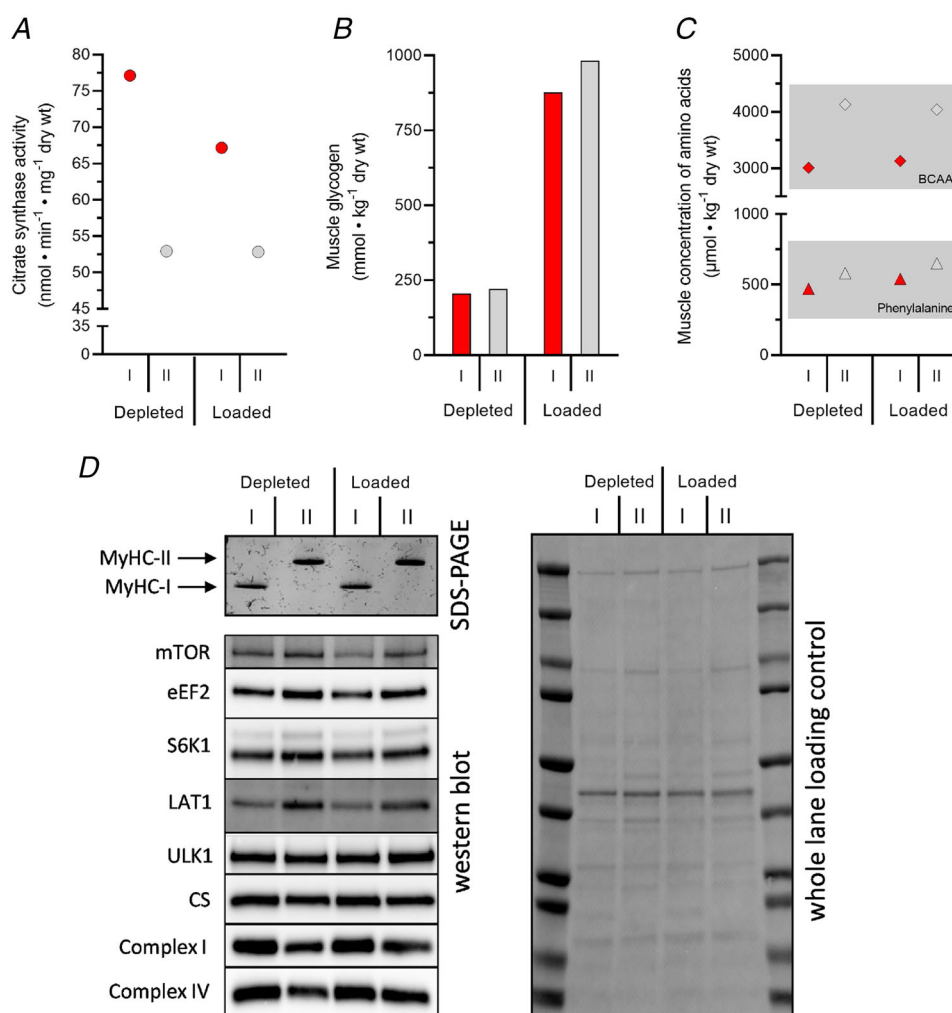 A
Citrate synthase activity
(nmol • min⁻¹ • mg⁻¹ dry wt)
80
75
70
65
60
55
50
45
35
0
I II I II
Depleted Loaded
B
Muscle glycogen
(mmol • kg⁻¹ dry wt)
1000
750
500
250
0
I II I II
Depleted Loaded
C
Muscle concentration of amino acids
(µmol • kg⁻¹ dry wt)
5000
4000
3000
1000
500
0
BCAA
Phenylalanine
I II I II
Depleted Loaded
D
Depleted Loaded
I II I II
MyHC-II
MyHC-I
SDS-PAGE
mTOR
eEF2
S6K1
LAT1
ULK1
CS
Complex I
Complex IV
western blot
Depleted Loaded
I II I II
whole lane loading control